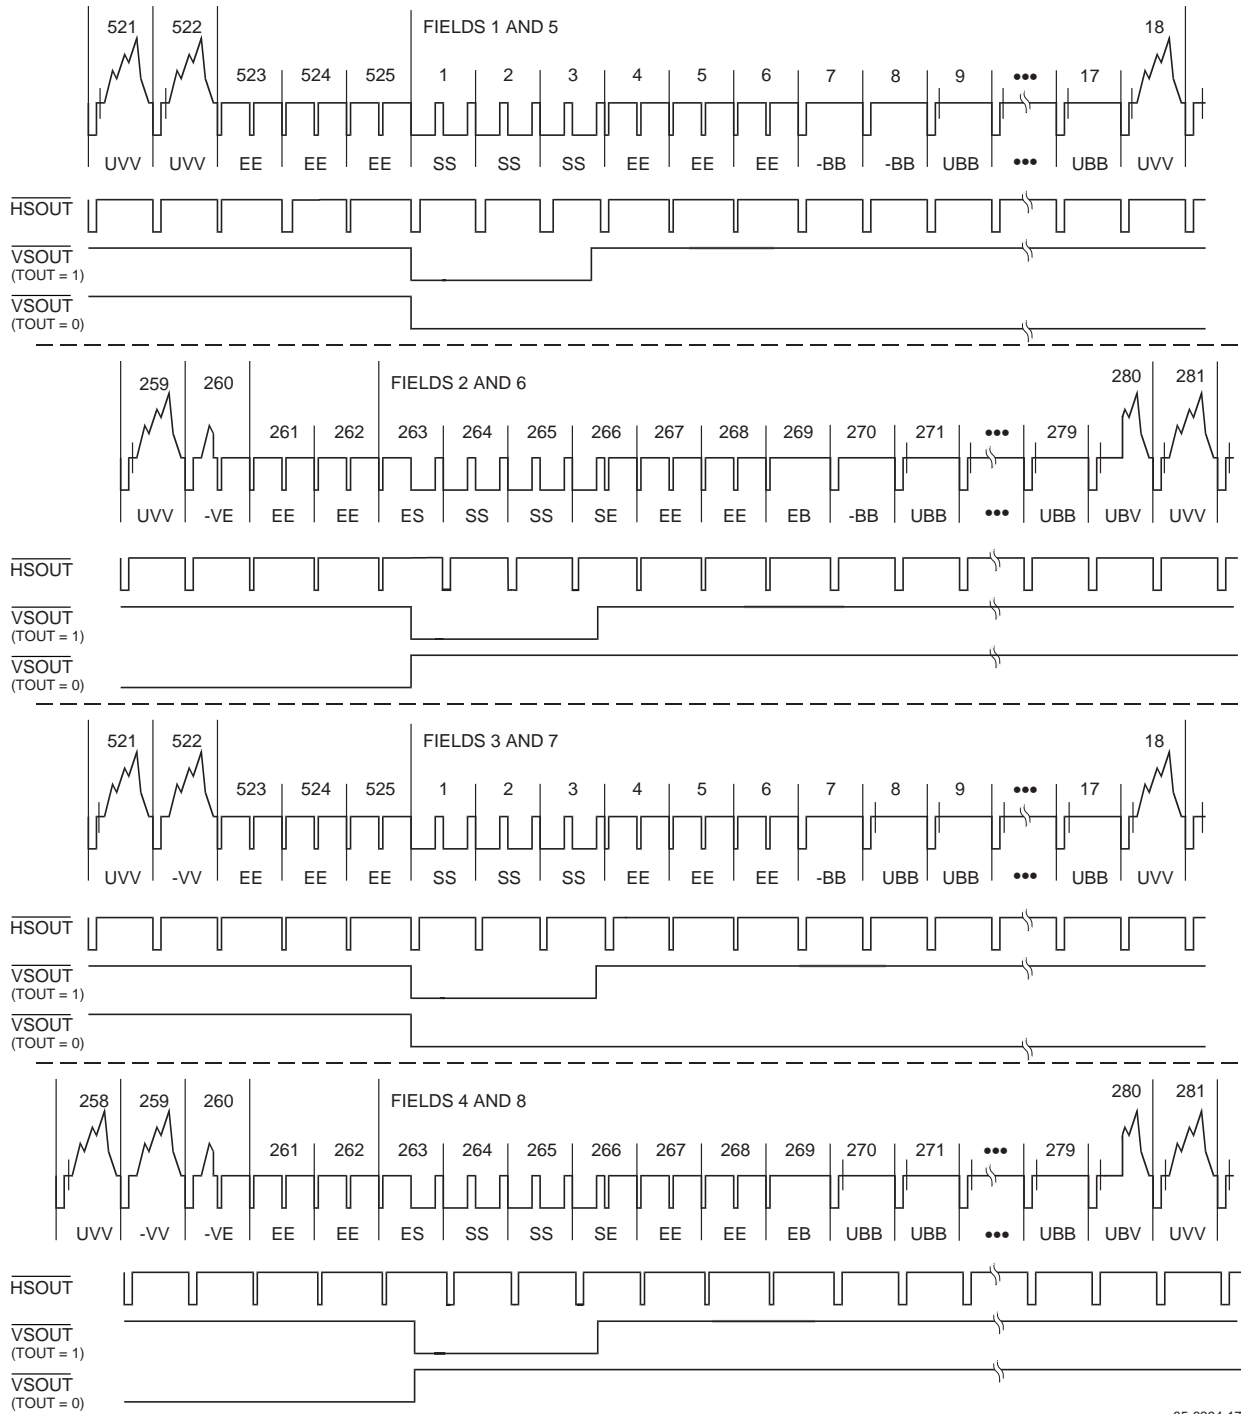 FIELDS 1 AND 5
521 522 523 524 525 1 2 3 4 5 6 7 8 9 ••• 17 18
UVV UVV EE EE EE SS SS SS EE EE EE -BB -BB UBB ••• UBB UVV
HSOUT
VSOUT
(TOUT = 1)
VSOUT
(TOUT = 0)
FIELDS 2 AND 6
259 260 261 262 263 264 265 266 267 268 269 270 271 ••• 279 280 281
UVV -VE EE EE ES SS SS SE EE EE EB -BB UBB ••• UBB UBV UVV
HSOUT
VSOUT
(TOUT = 1)
VSOUT
(TOUT = 0)
FIELDS 3 AND 7
521 522 523 524 525 1 2 3 4 5 6 7 8 9 ••• 17 18
UVV -VV EE EE EE SS SS SS EE EE EE -BB UBB UBB ••• UBB UVV
HSOUT
VSOUT
(TOUT = 1)
VSOUT
(TOUT = 0)
FIELDS 4 AND 8
258 259 260 261 262 263 264 265 266 267 268 269 270 271 ••• 279 280 281
UVV -VV -VE EE EE ES SS SS SE EE EE EB UBB UBB ••• UBB UBV UVV
HSOUT
VSOUT
(TOUT = 1)
VSOUT
(TOUT = 0)